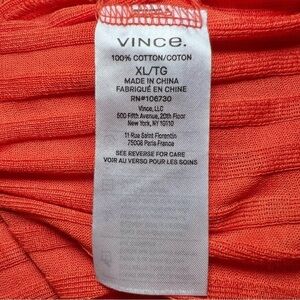 VINCE.
100% COTTON/COTON
XL/TG
MADE IN CHINA
FABRIQUÉ EN CHINE
RN#106730
Vince, LLC
500 Fifth Avenue, 20th Floor
New York, NY 10110
11 Rue Saint Florentin
75008 Paris France
SEE REVERSE FOR CARE
VOIR AU VERSO POUR LES SOINS